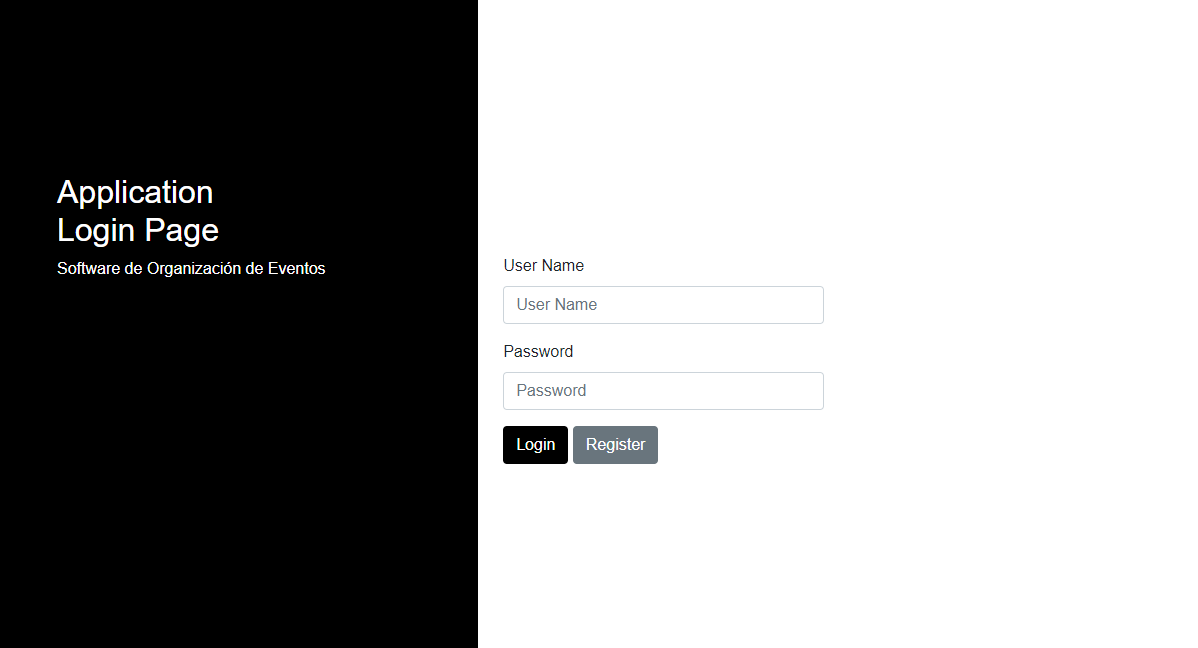 Application
Login Page
Software de Organización de Eventos
User Name
User Name
Password
Password
Login Register